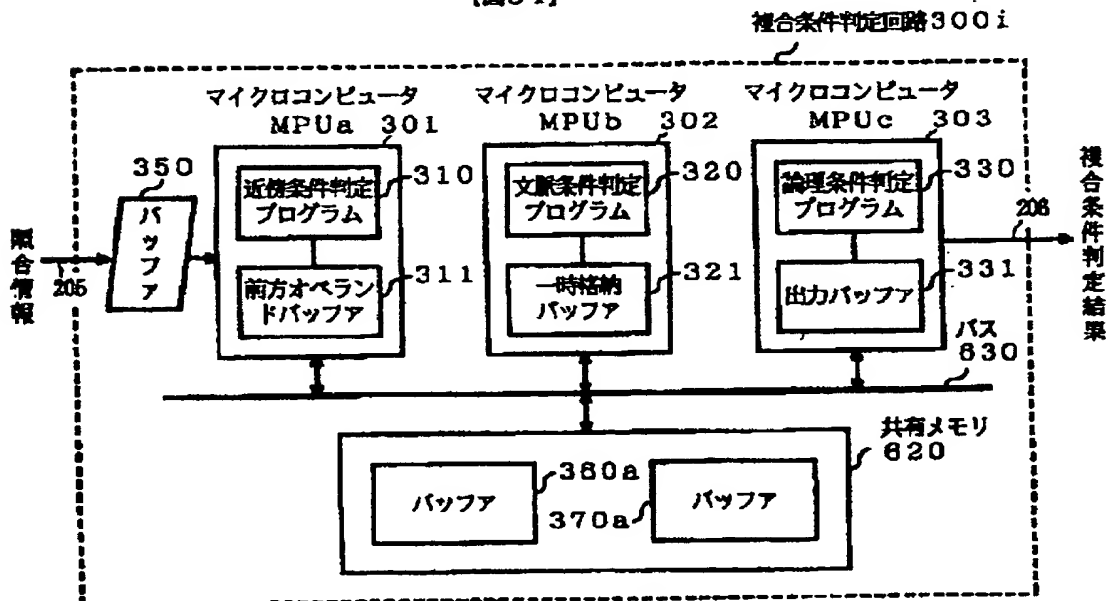 複合条件判定回路300i
マイクロコンピュータ
MPUa 301
マイクロコンピュータ
MPUb 302
マイクロコンピュータ
MPUc 303
350
バッファ
照合情報
205
近傍条件判定
プログラム
310
前方オペラン
ドバッファ
311
文脈条件判定
プログラム
320
一時格納
バッファ
321
論理条件判定
プログラム
330
出力バッファ
331
206
複合条件判定結果
バス
630
共有メモリ
620
バッファ
360a
バッファ
370a